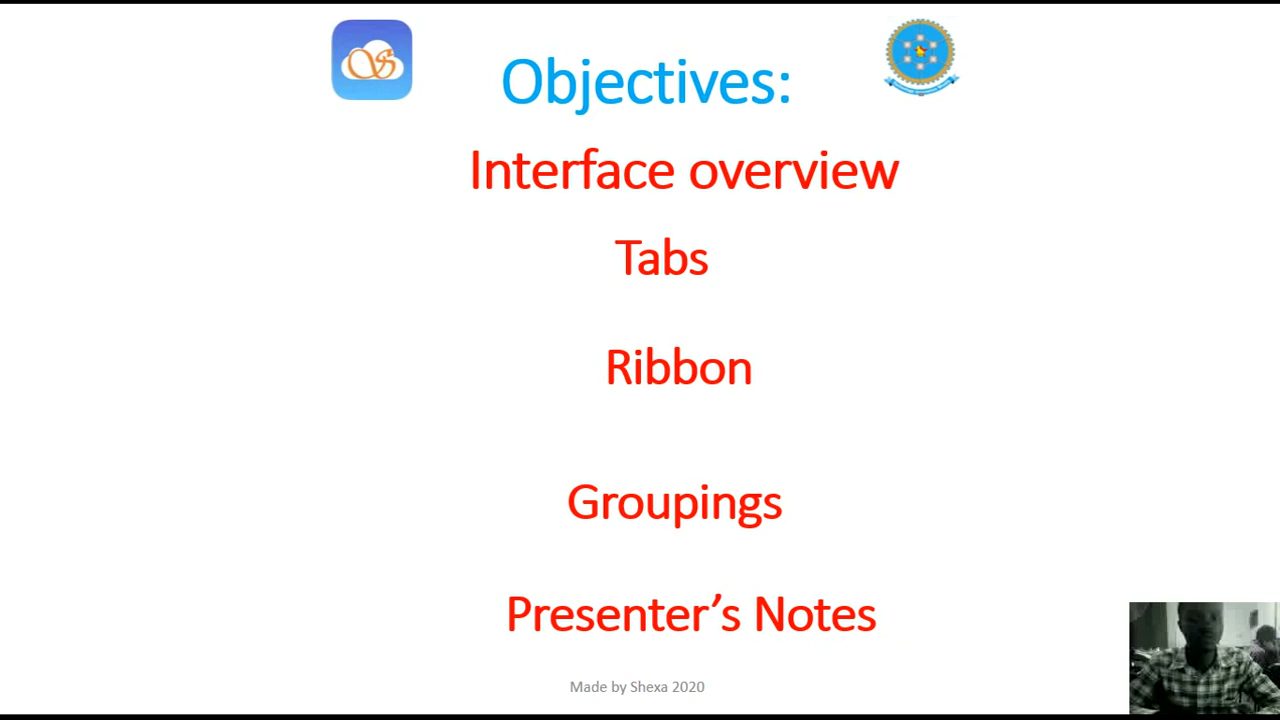 Objectives:
Interface overview
Tabs
Ribbon
Groupings
Presenter’s Notes
Made by Shexa 2020